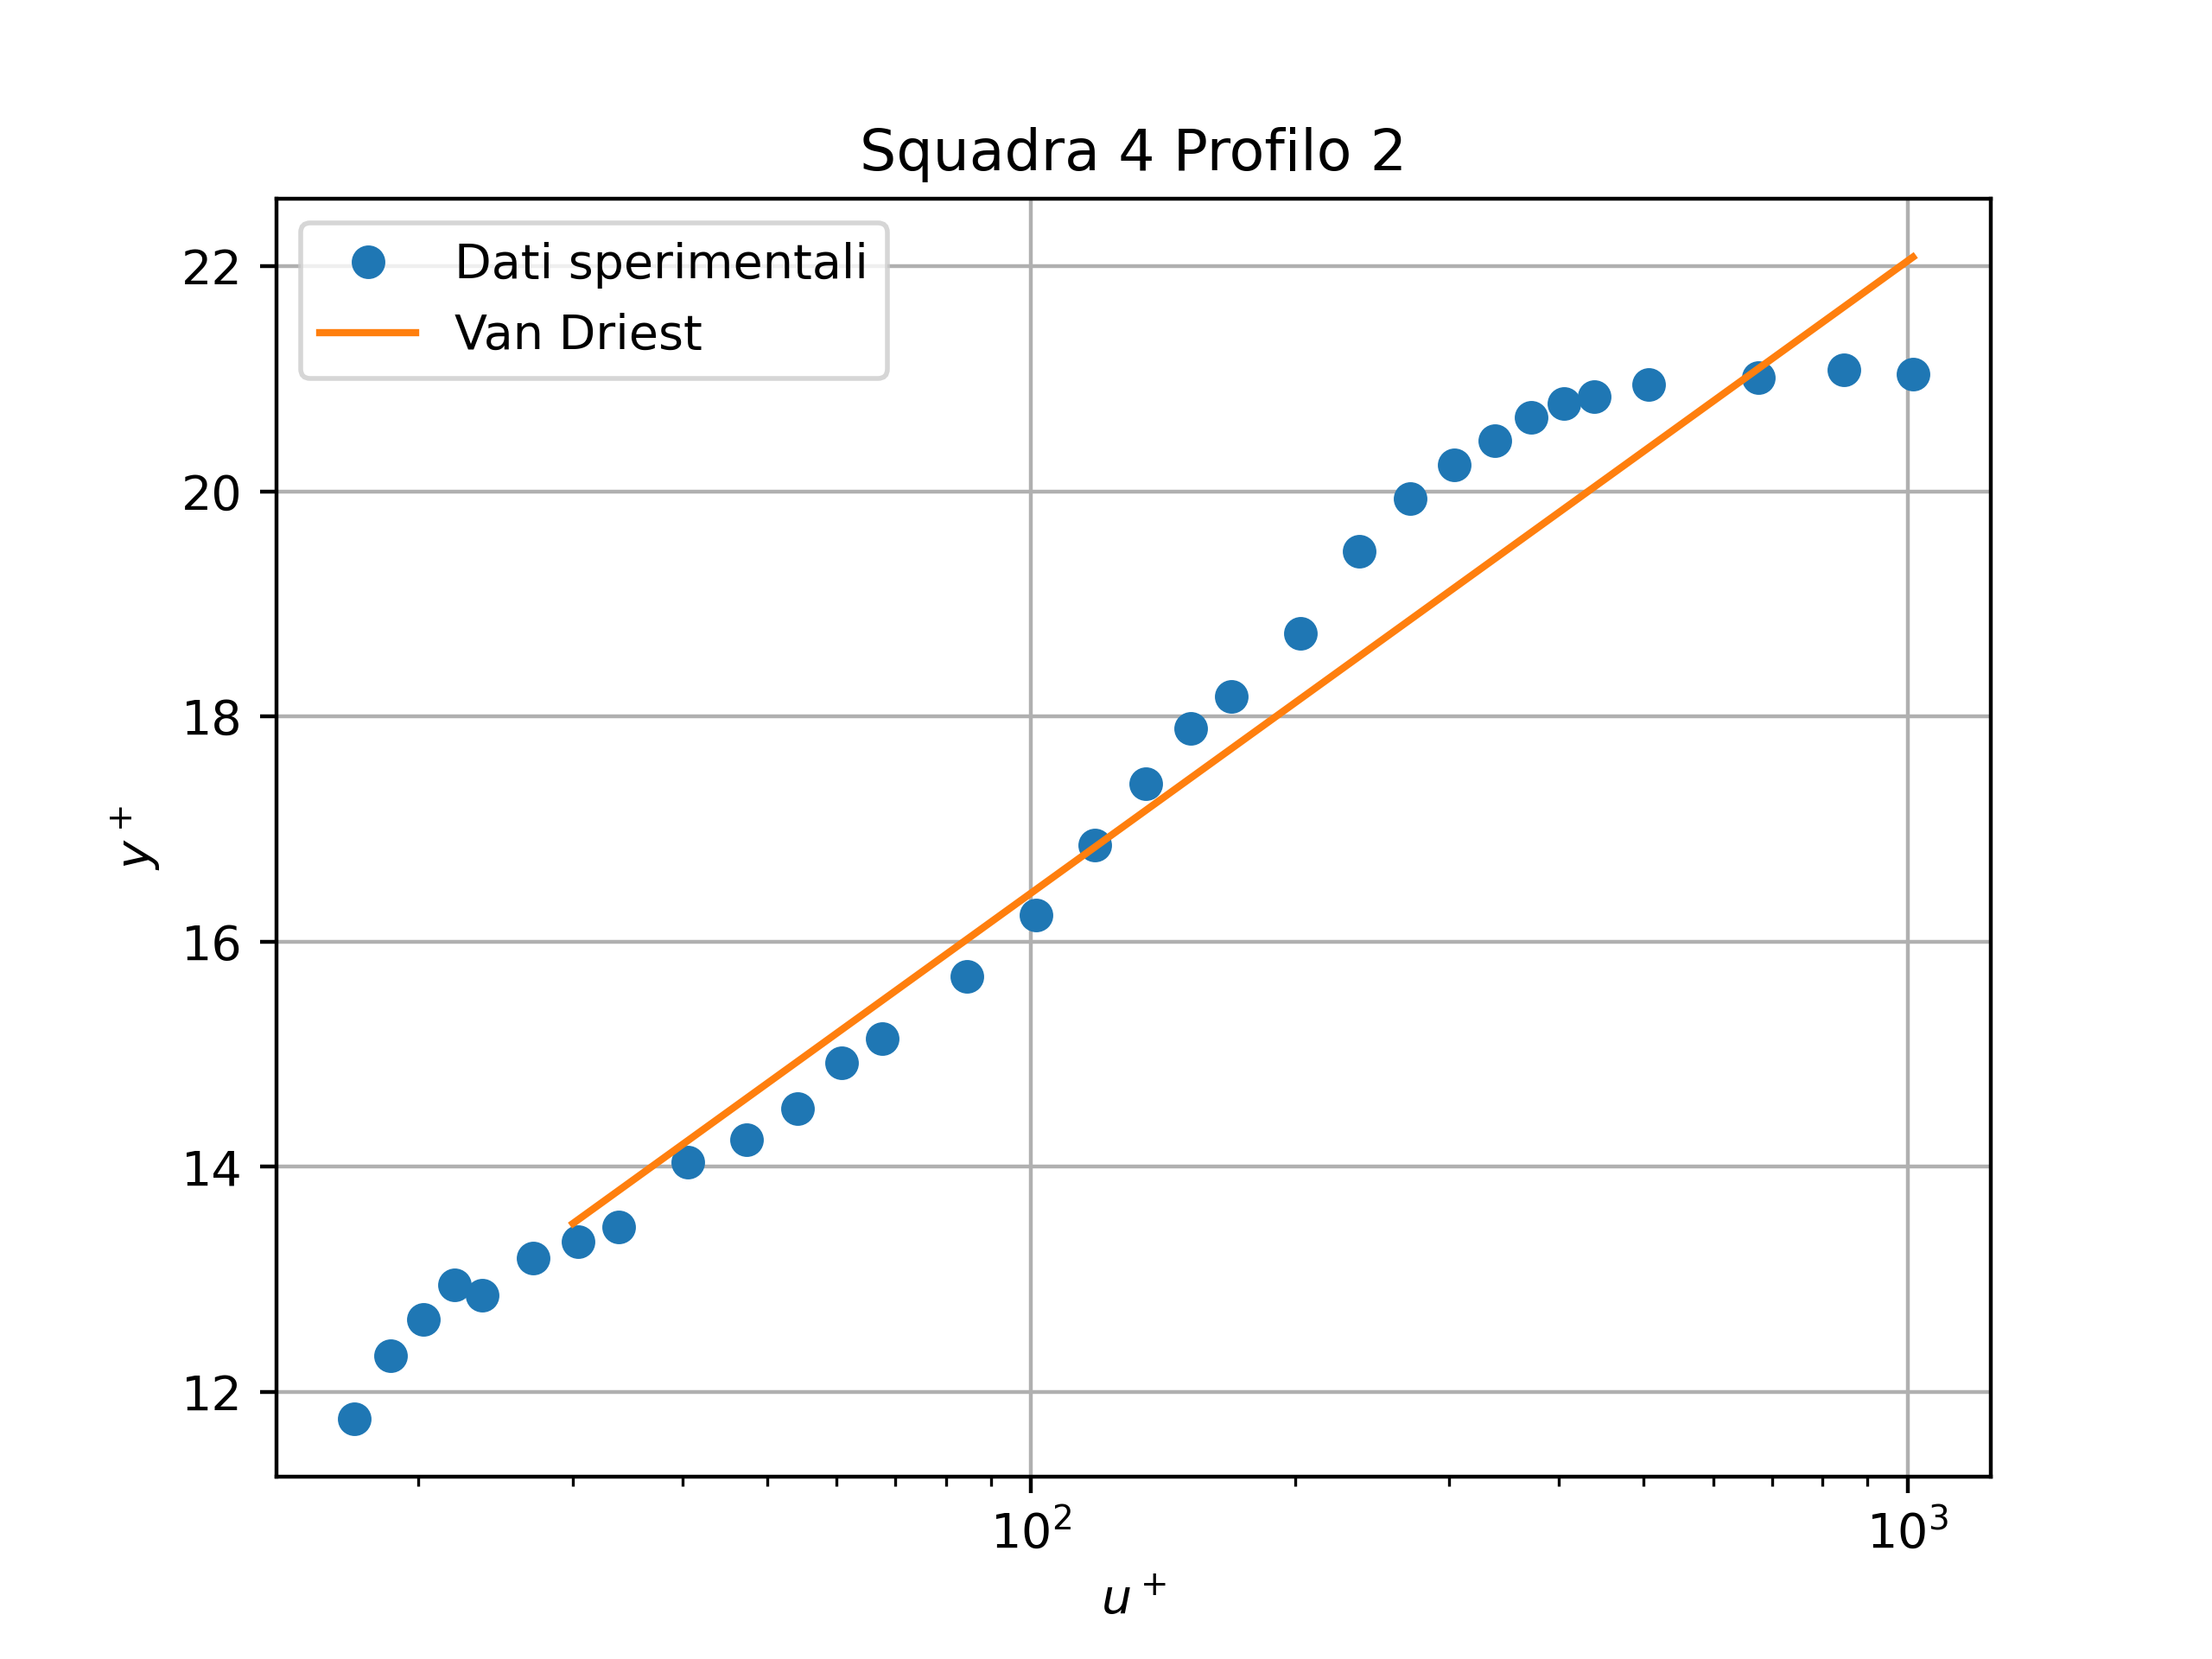 Squadra 4 Profilo 2
Dati sperimentali
Van Driest
22
20
18
16
14
12
y⁺
10²
10³
u⁺